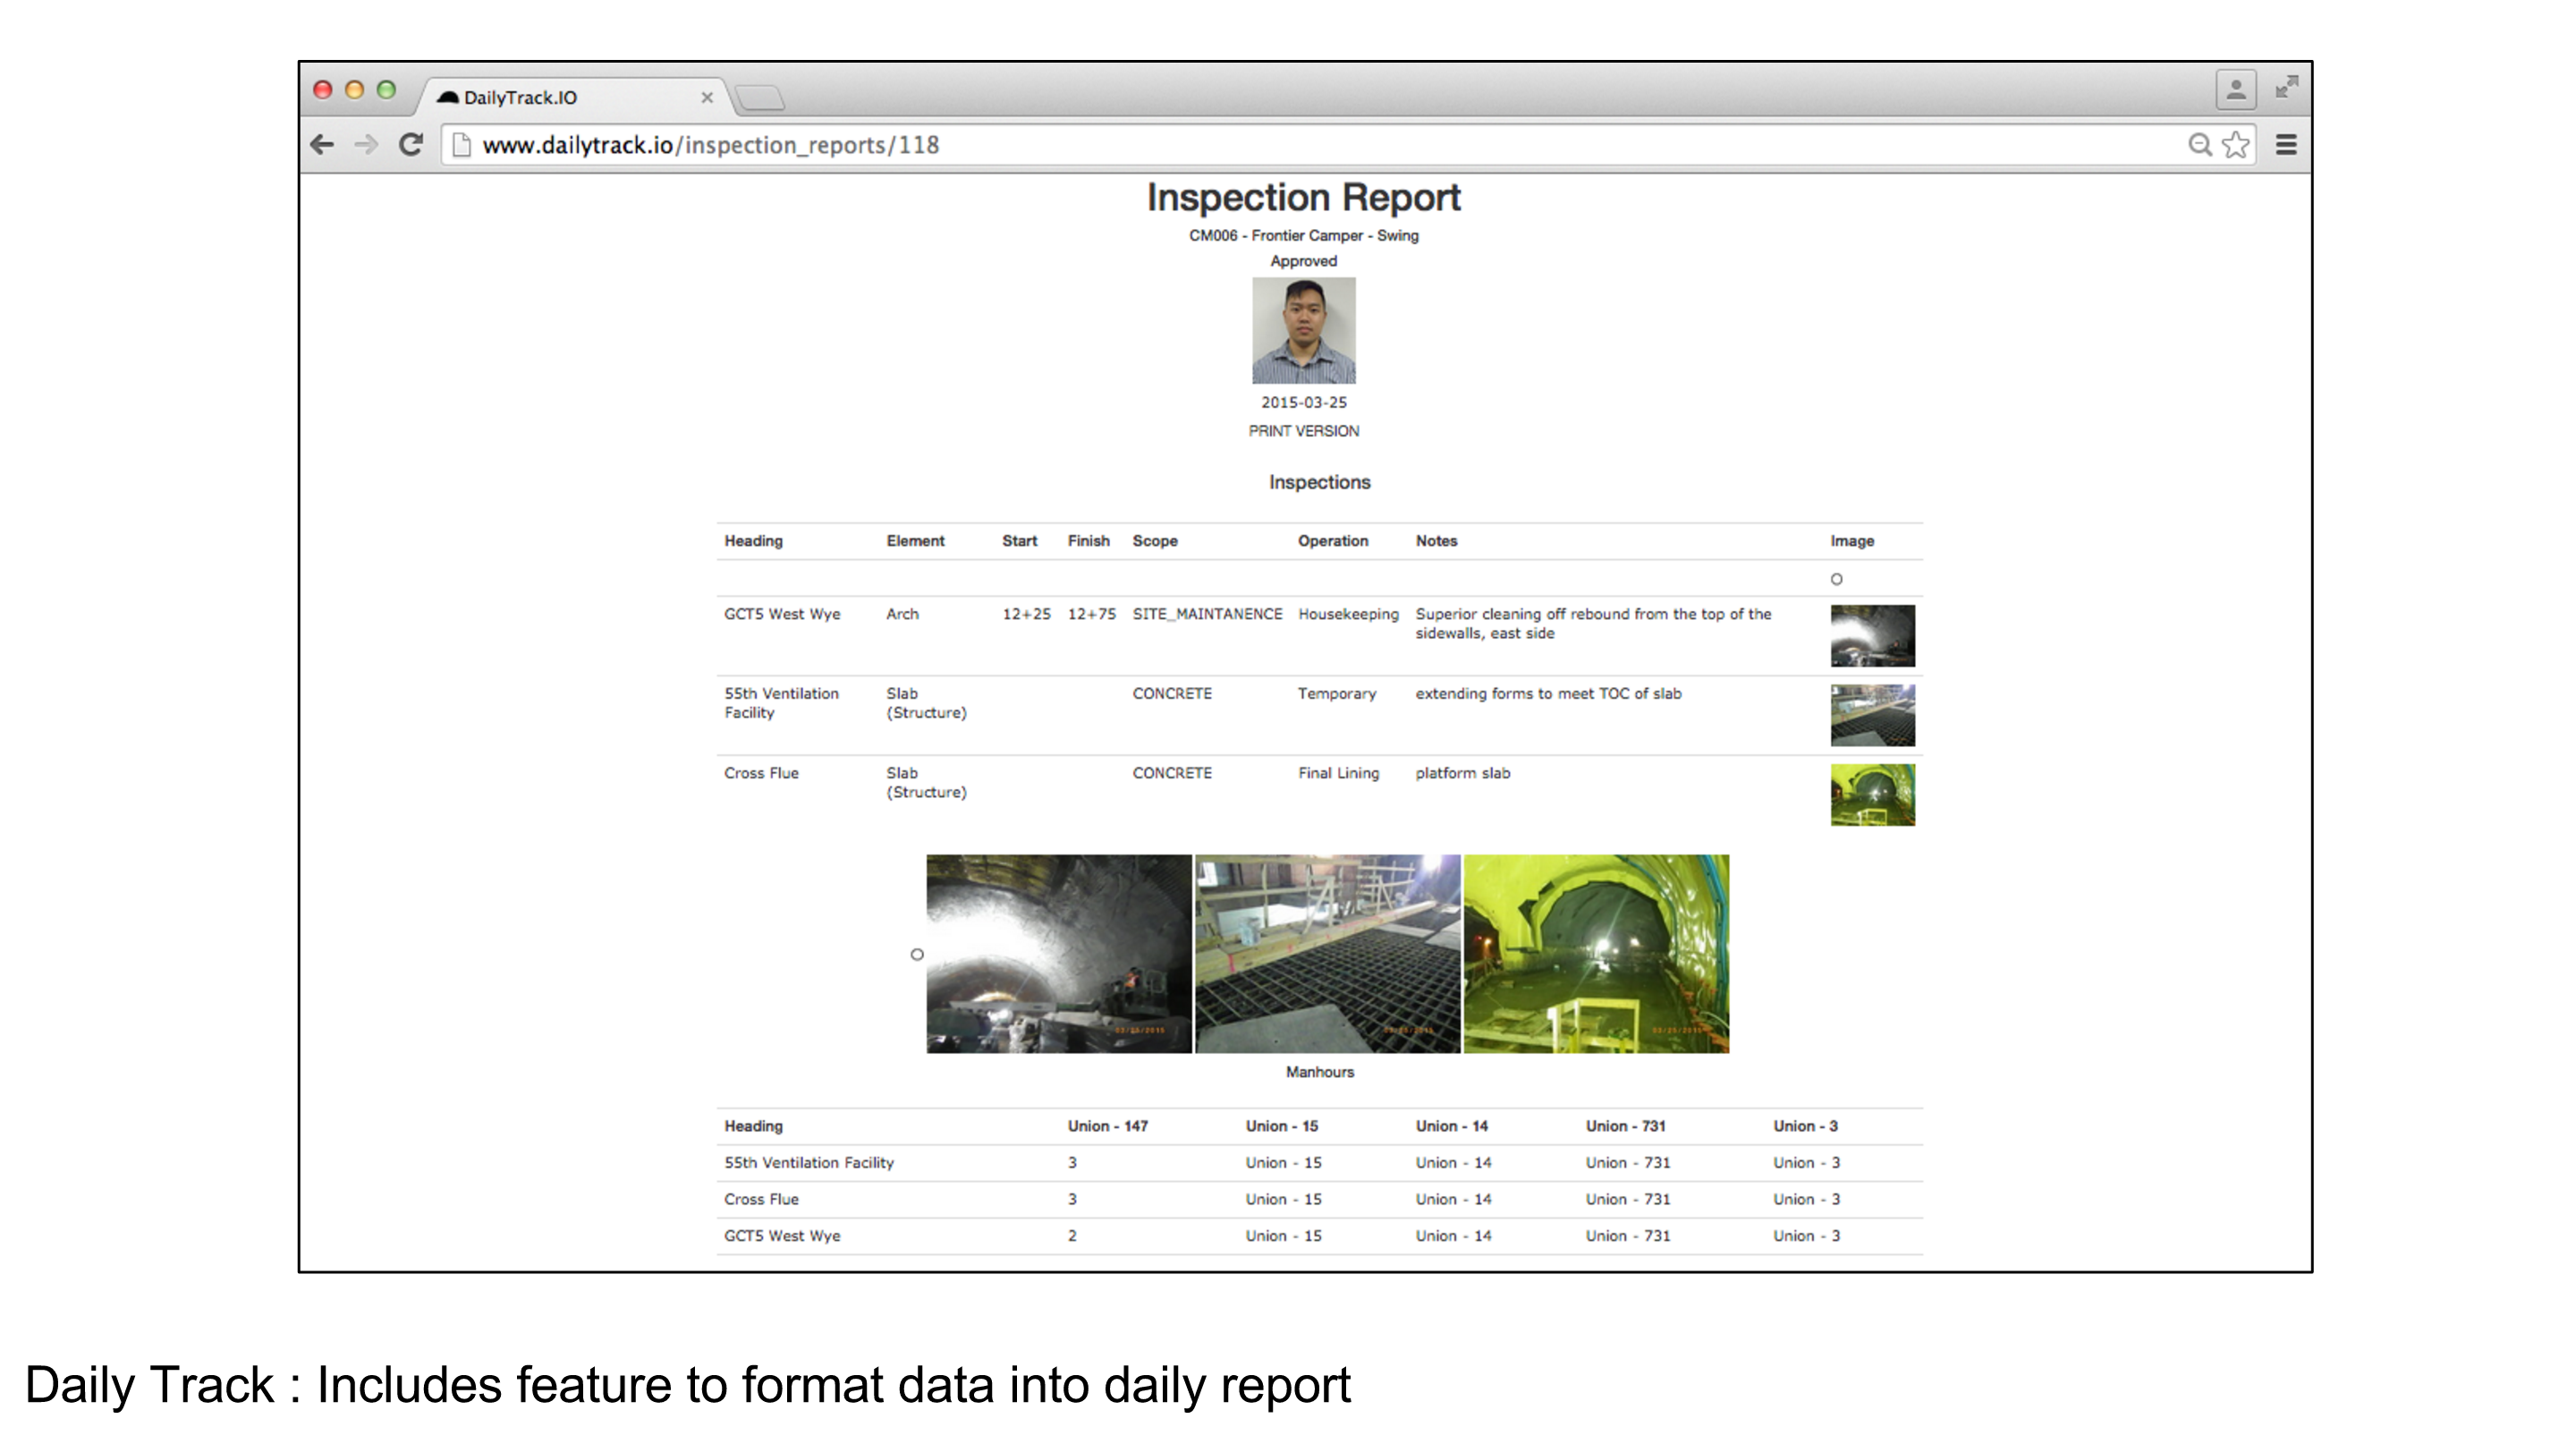 DailyTrack.IO
www.dailytrack.io/inspection_reports/118
Inspection Report
CM006 - Frontier Camper - Swing
Approved
2015-03-25
PRINT VERSION
Inspections
Heading Element Start Finish Scope Operation Notes Image
GCT5 West Wye Arch 12+25 12+75 SITE_MAINTANENCE Housekeeping Superior cleaning off rebound from the top of the
sidewalls, east side
55th Ventilation Slab CONCRETE Temporary extending forms to meet TOC of slab
Facility (Structure)
Cross Flue Slab CONCRETE Final Lining platform slab
(Structure)
03/25/2015
Manhours
Heading Union - 147 Union - 15 Union - 14 Union - 731 Union - 3
55th Ventilation Facility 3 Union - 15 Union - 14 Union - 731 Union - 3
Cross Flue 3 Union - 15 Union - 14 Union - 731 Union - 3
GCT5 West Wye 2 Union - 15 Union - 14 Union - 731 Union - 3
Daily Track : Includes feature to format data into daily report